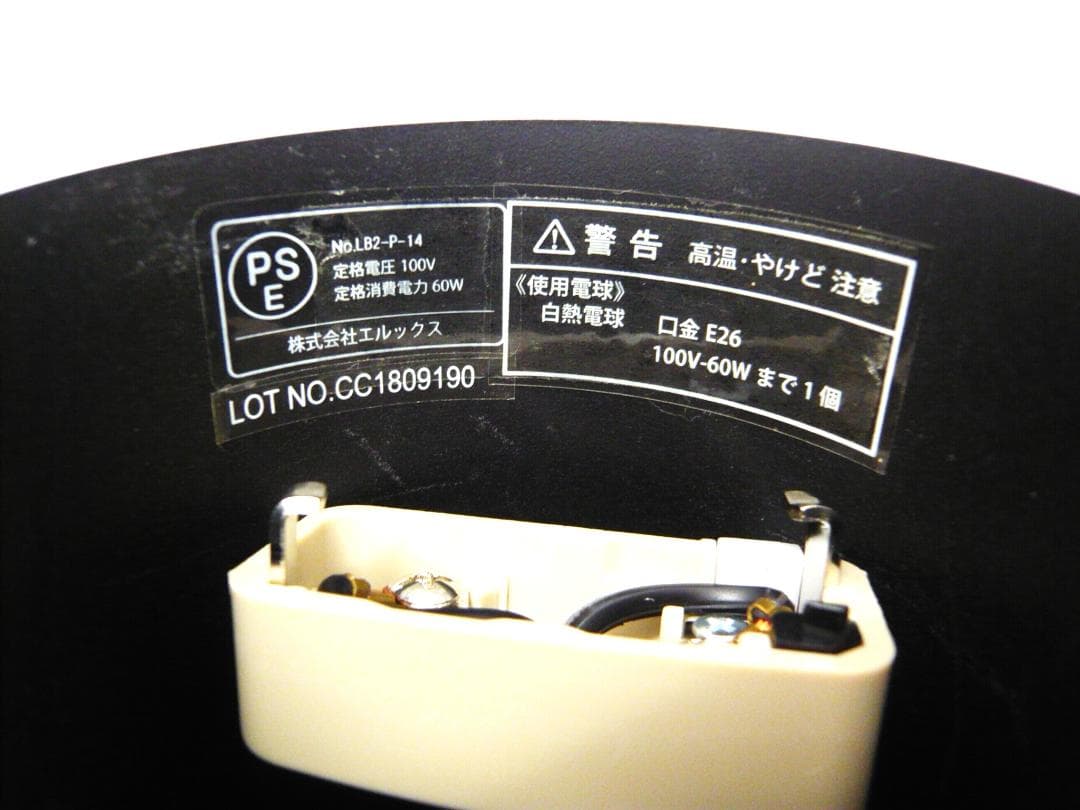 PS
E
No.LB2-P-14
定格電圧 100V
定格消費電力 60W
株式会社エルックス
LOT NO.CC1809190
警告 高温・やけど 注意
《使用電球》
白熱電球 口金 E26
100V-60W まで 1 個